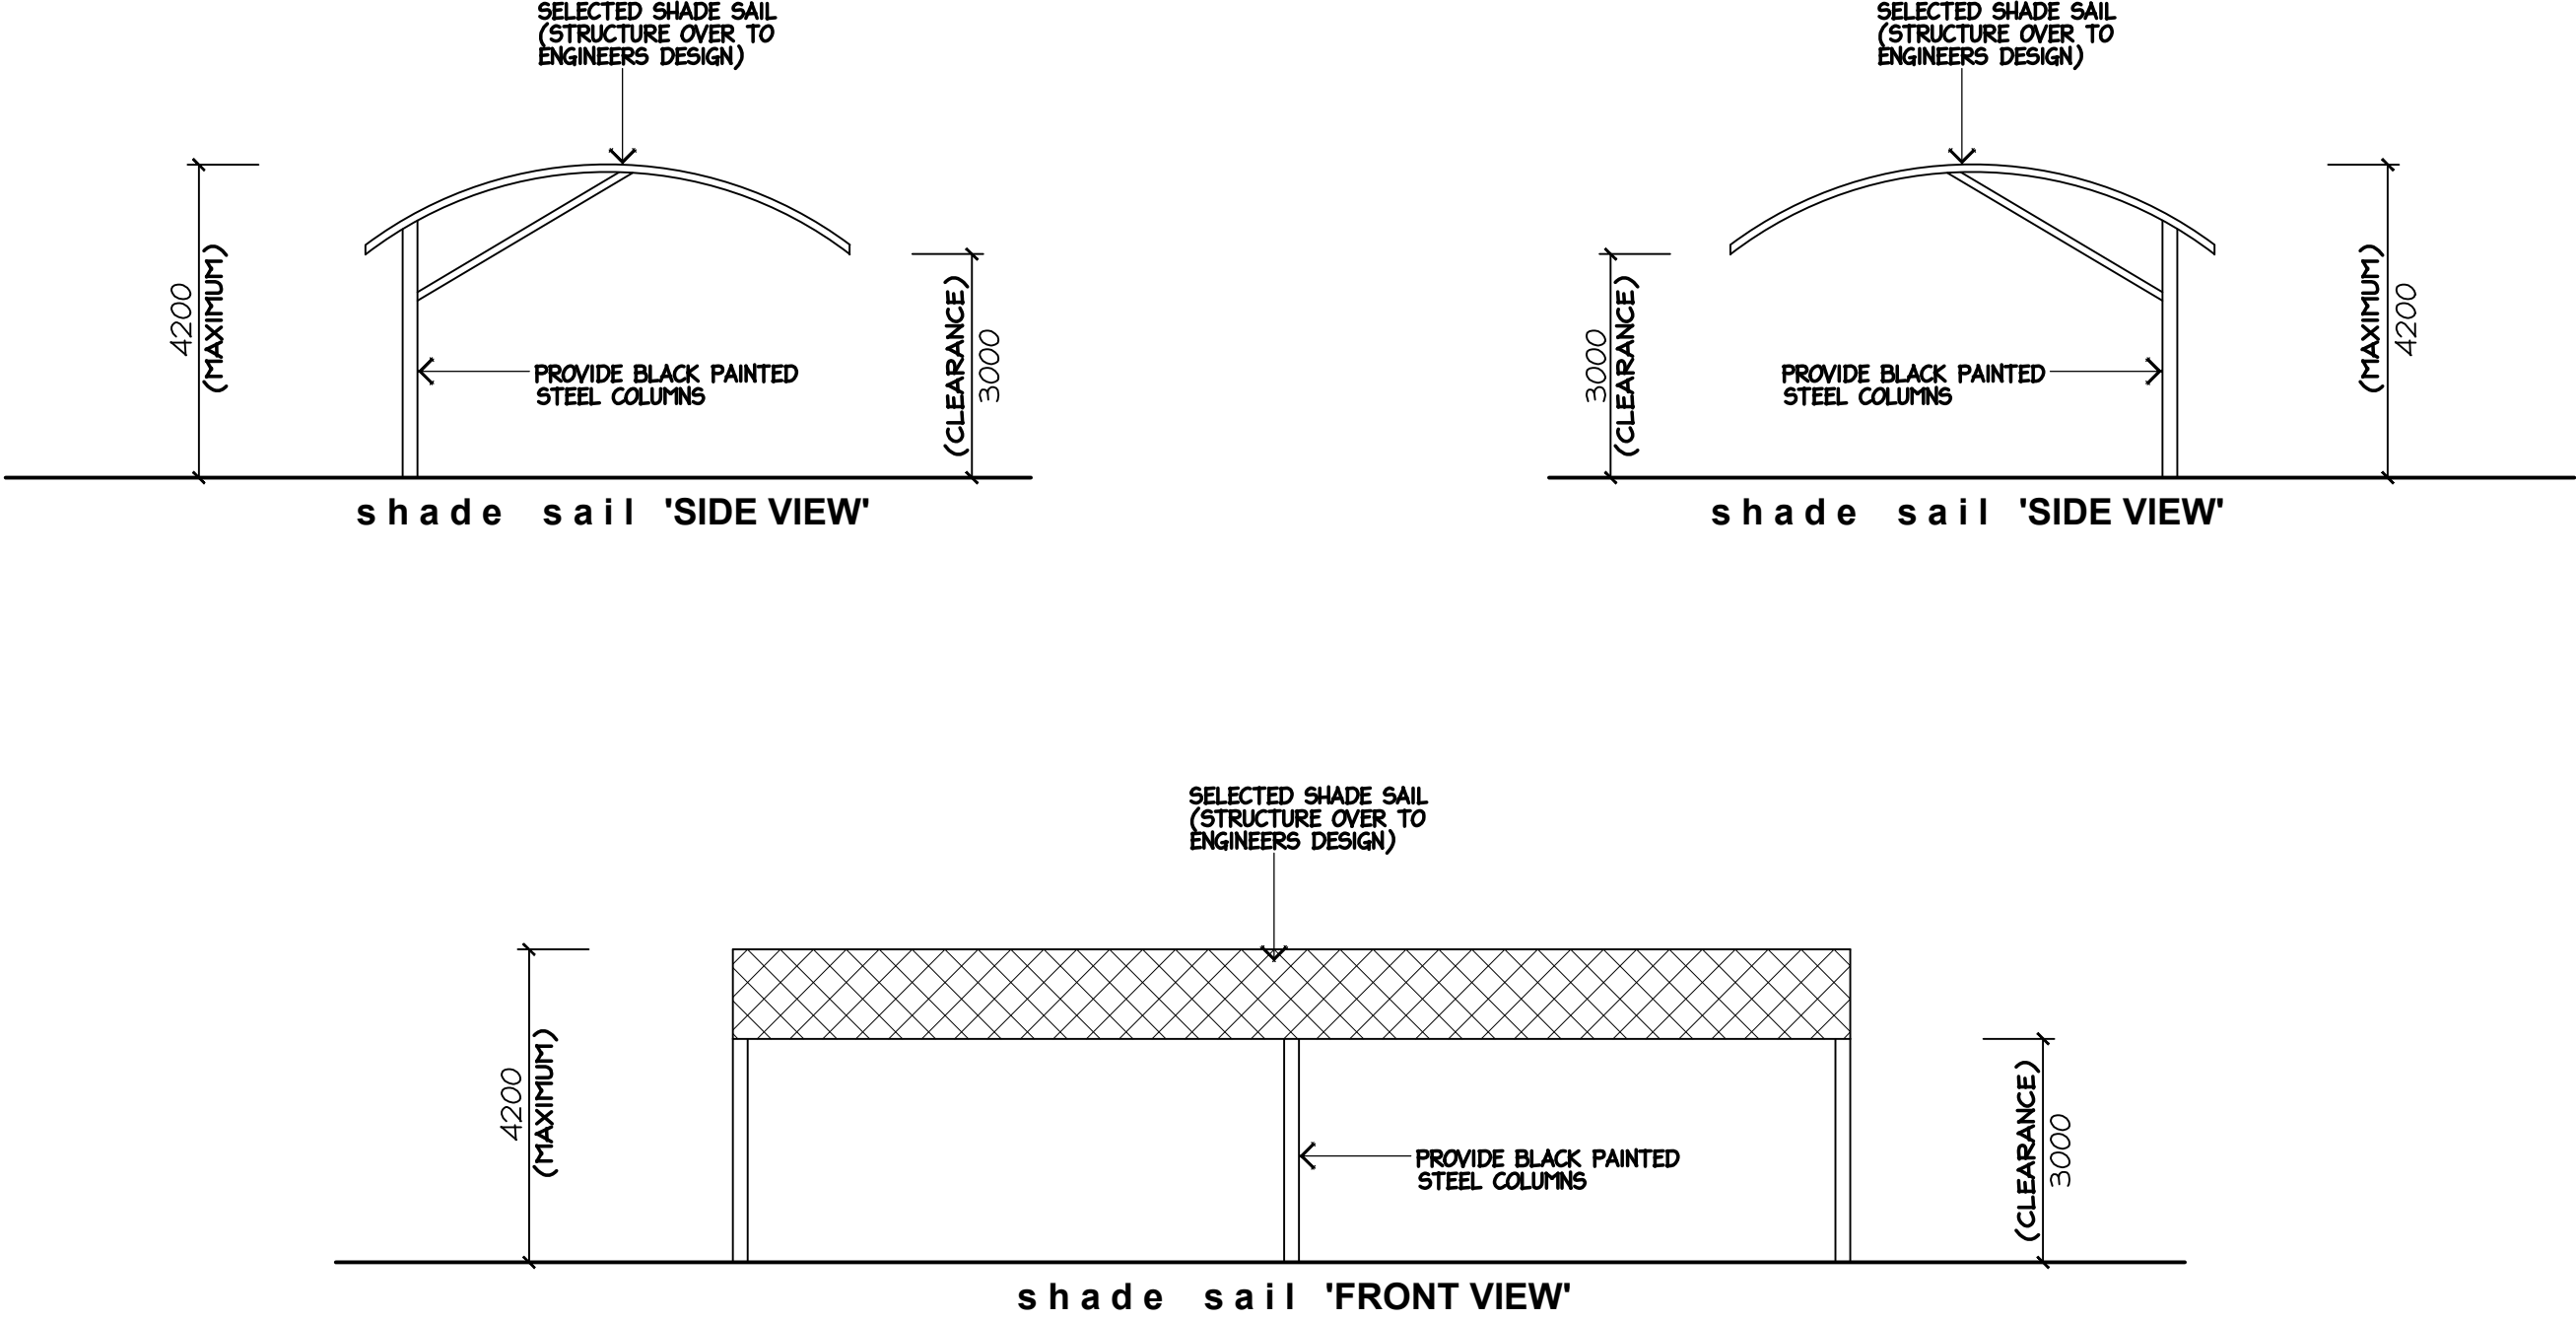 SELECTED SHADE SAIL
(STRUCTURE OVER TO
ENGINEERS DESIGN)
4200
(MAXIMUM)
PROVIDE BLACK PAINTED
STEEL COLUMNS
(CLEARANCE)
3000
shade sail 'SIDE VIEW'
SELECTED SHADE SAIL
(STRUCTURE OVER TO
ENGINEERS DESIGN)
3000
(CLEARANCE)
PROVIDE BLACK PAINTED
STEEL COLUMNS
(MAXIMUM)
4200
shade sail 'SIDE VIEW'
SELECTED SHADE SAIL
(STRUCTURE OVER TO
ENGINEERS DESIGN)
4200
(MAXIMUM)
PROVIDE BLACK PAINTED
STEEL COLUMNS
(CLEARANCE)
3000
shade sail 'FRONT VIEW'